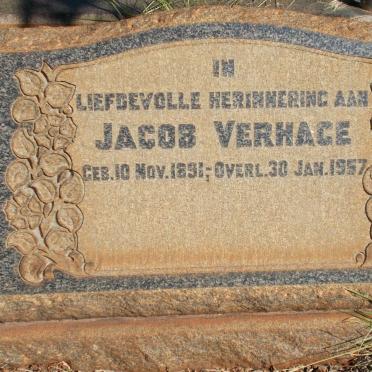 IN
LIEFDEVOLLE HERINNERING AAN
JACOB VERHAGE
GEB. 10 NOV. 1891,- OVERL. 30 JAN. 1957